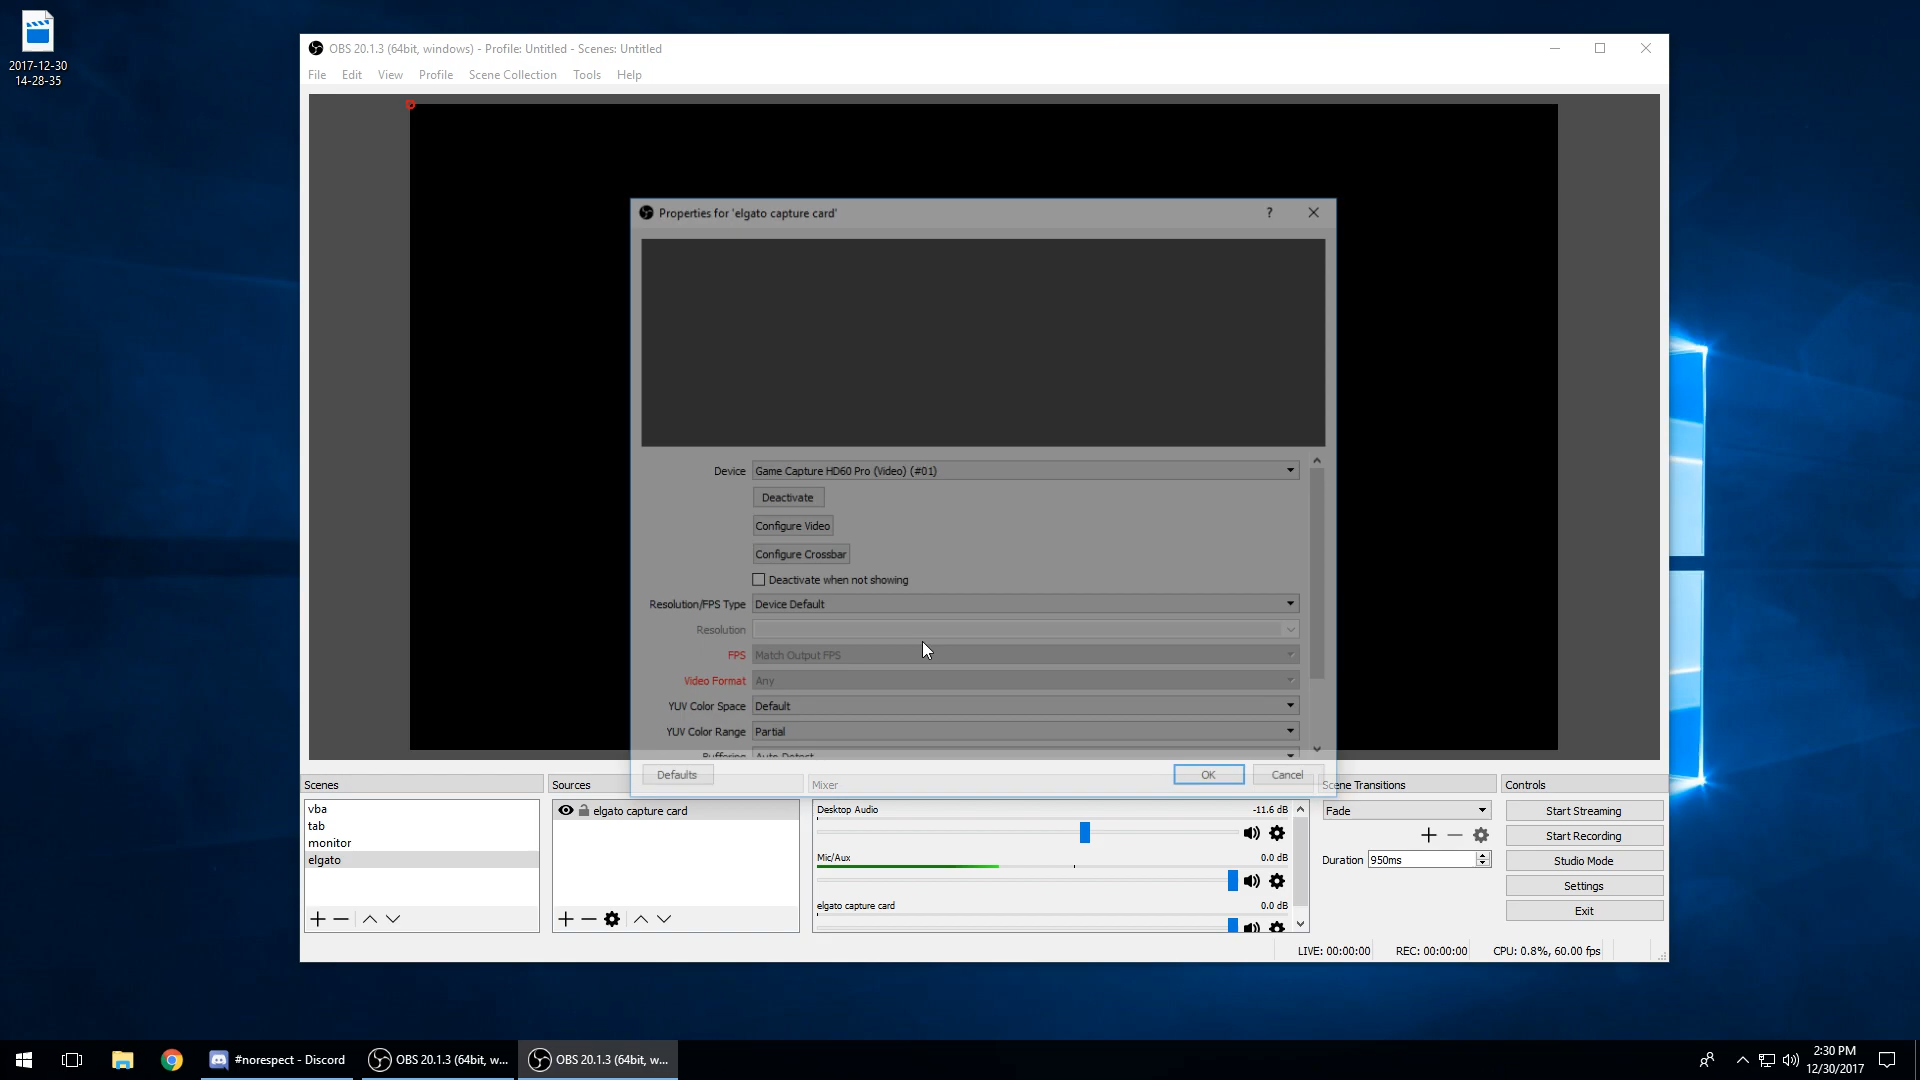 2017-12-30
14-28-35
OBS 20.1.3 (64bit, windows) - Profile: Untitled - Scenes: Untitled
File Edit View Profile Scene Collection Tools Help
Properties for 'elgato capture card'
?
Device Game Capture HD60 Pro (Video) (#01)
Deactivate
Configure Video
Configure Crossbar
Deactivate when not showing
Resolution/FPS Type Device Default
Resolution
FPS Match Output FPS
Video Format Any
YUV Color Space Default
YUV Color Range Partial
Buffering Auto Detect
Defaults OK Cancel
Scenes
vba
tab
monitor
elgato
Sources
elgato capture card
Mixer
Desktop Audio -11.6 dB
Mic/Aux 0.0 dB
elgato capture card 0.0 dB
Scene Transitions
Fade
Duration 950ms
Controls
Start Streaming
Start Recording
Studio Mode
Settings
Exit
LIVE: 00:00:00 REC: 00:00:00 CPU: 0.8%, 60.00 fps
#norespect - Discord
OBS 20.1.3 (64bit, w...
OBS 20.1.3 (64bit, w...
2:30 PM
12/30/2017